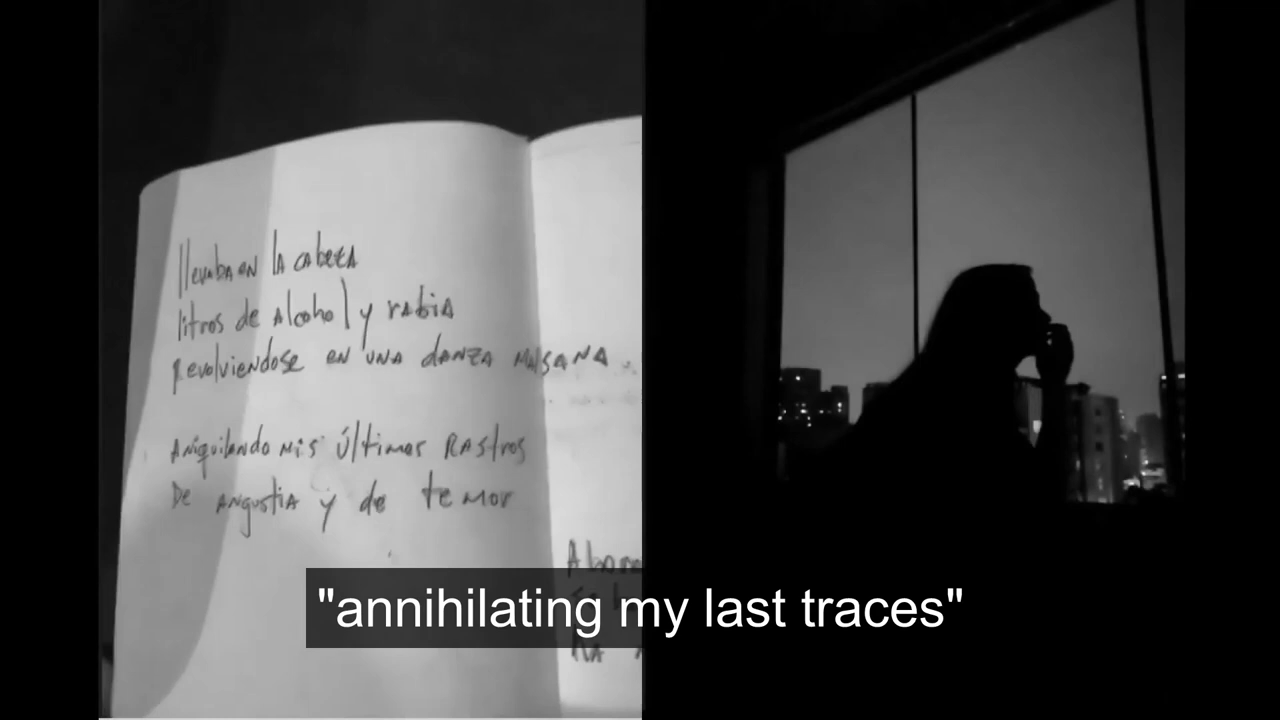 llevaba en la cabeza
litros de alcohol y rabia
revolviendose en una danza malsana.
Aniquilando mis últimos rastros
De angustia y de temor
"annihilating my last traces"